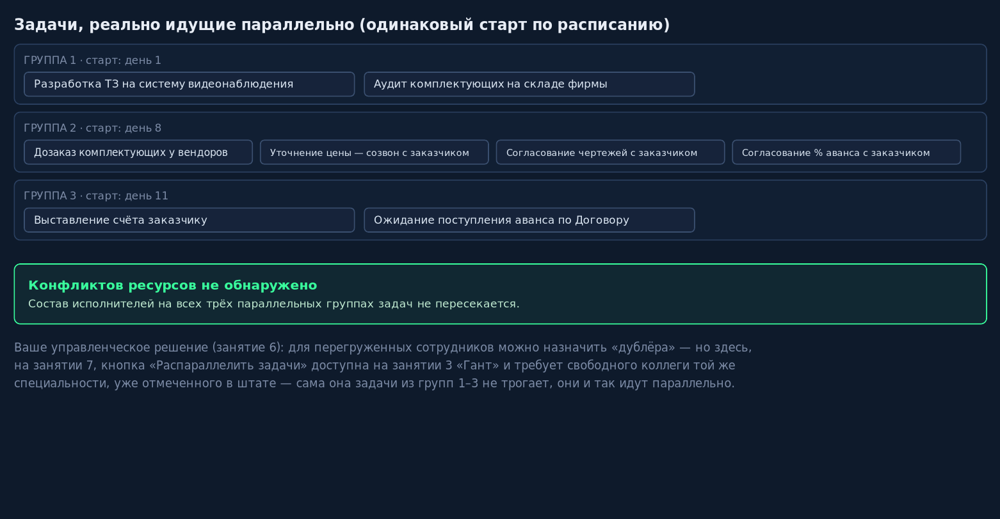 Задачи, реально идущие параллельно (одинаковый старт по расписанию)
ГРУППА 1 · старт: день 1
Разработка ТЗ на систему видеонаблюдения
Аудит комплектующих на складе фирмы
ГРУППА 2 · старт: день 8
Дозаказ комплектующих у вендоров
Уточнение цены — созвон с заказчиком
Согласование чертежей с заказчиком
Согласование % аванса с заказчиком
ГРУППА 3 · старт: день 11
Выставление счёта заказчику
Ожидание поступления аванса по Договору
Конфликтов ресурсов не обнаружено
Состав исполнителей на всех трёх параллельных группах задач не пересекается.
Ваше управленческое решение (занятие 6): для перегруженных сотрудников можно назначить «дублёра» — но здесь,
на занятии 7, кнопка «Распараллелить задачи» доступна на занятии 3 «Гант» и требует свободного коллеги той же
специальности, уже отмеченного в штате — сама она задачи из групп 1–3 не трогает, они и так идут параллельно.